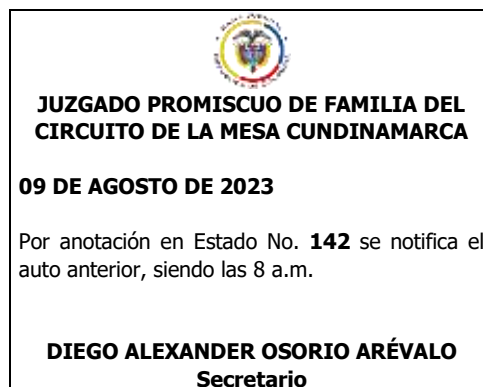 JUZGADO PROMISCUO DE FAMILIA DEL
CIRCUITO DE LA MESA CUNDINAMARCA
09 DE AGOSTO DE 2023
Por anotación en Estado No. 142 se notifica el
auto anterior, siendo las 8 a.m.
DIEGO ALEXANDER OSORIO ARÉVALO
Secretario